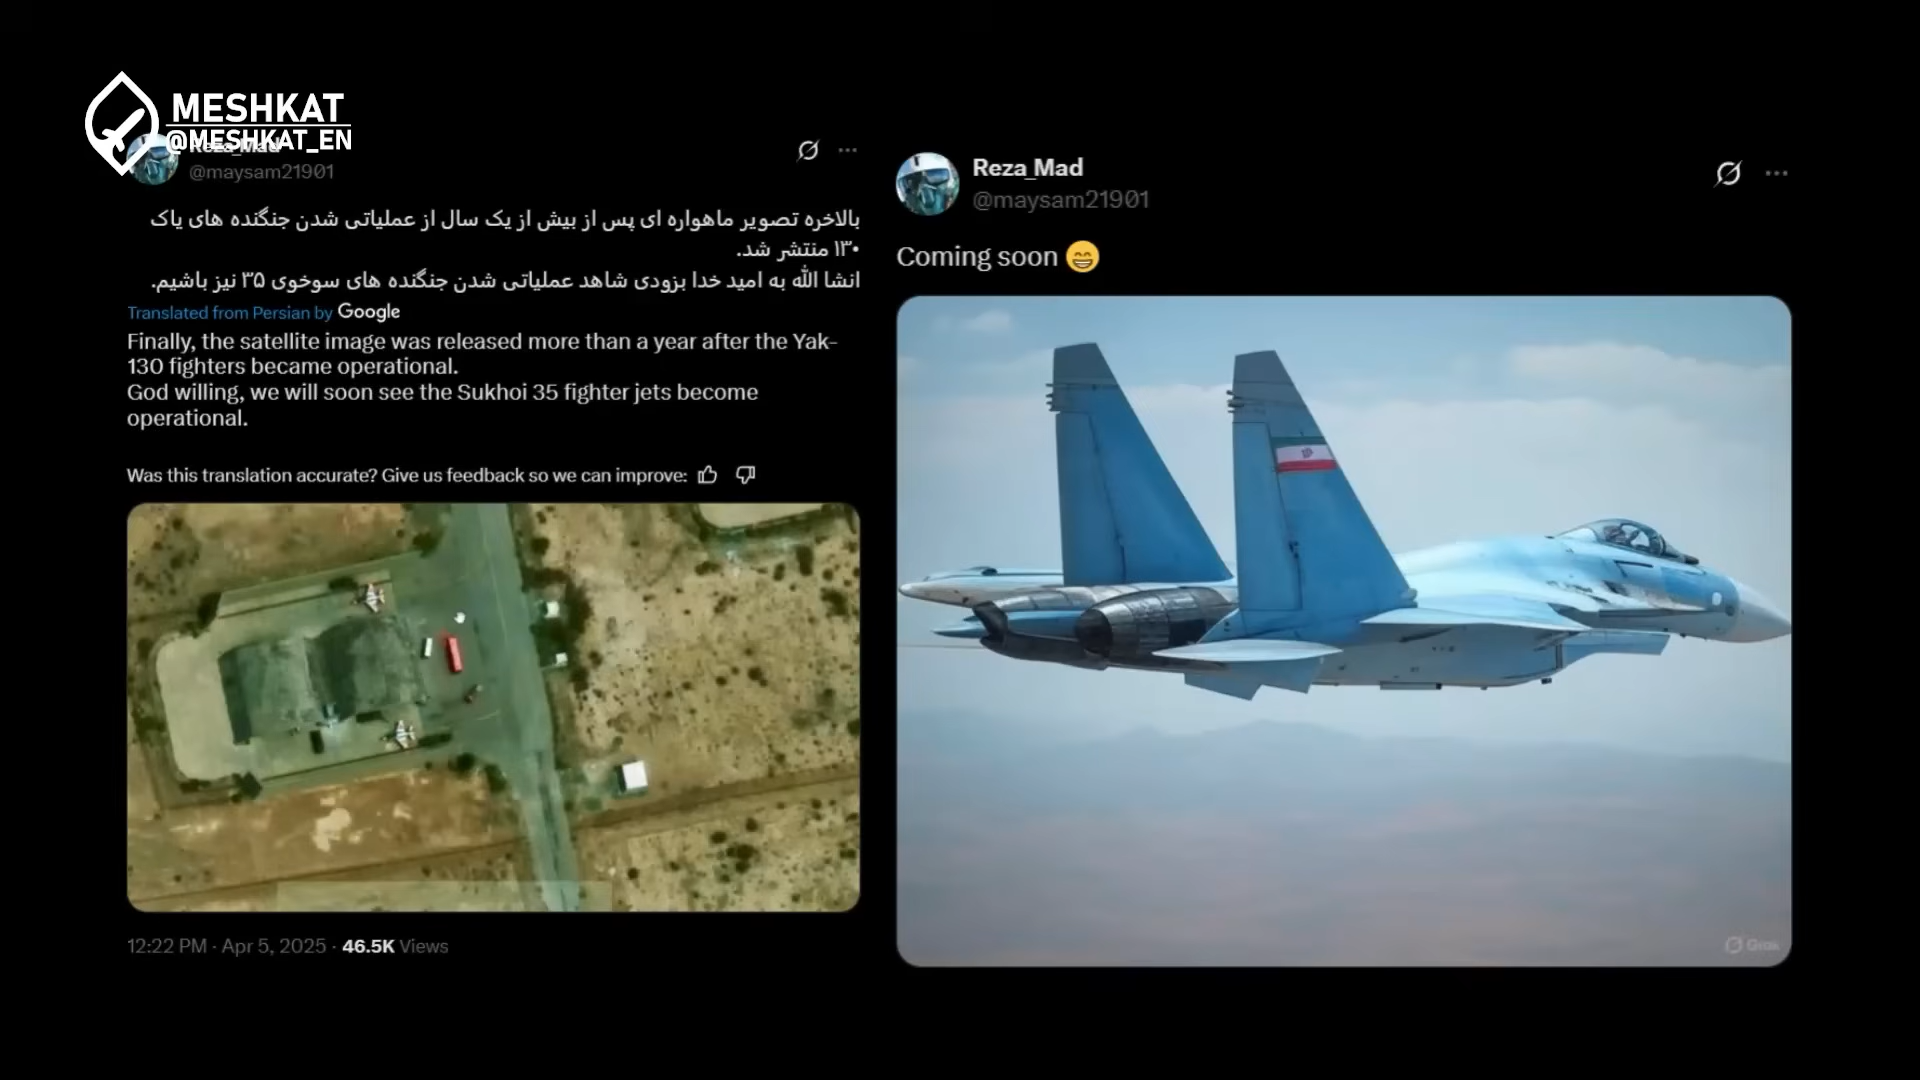 MESHKAT
@MESHKAT_EN
Reza_Mad
@maysam21901
بالاخره تصویر ماهواره ای پس از بیش از یک سال از عملیاتی شدن جنگنده های یاک
۱۳۰ منتشر شد.
انشا الله به امید خدا بزودی شاهد عملیاتی شدن جنگنده های سوخوی ۳۵ نیز باشیم.
Translated from Persian by Google
Finally, the satellite image was released more than a year after the Yak-
130 fighters became operational.
God willing, we will soon see the Sukhoi 35 fighter jets become
operational.
Was this translation accurate? Give us feedback so we can improve:
12:22 PM · Apr 5, 2025 · 46.5K Views
Reza_Mad
@maysam21901
Coming soon 😁
Grok